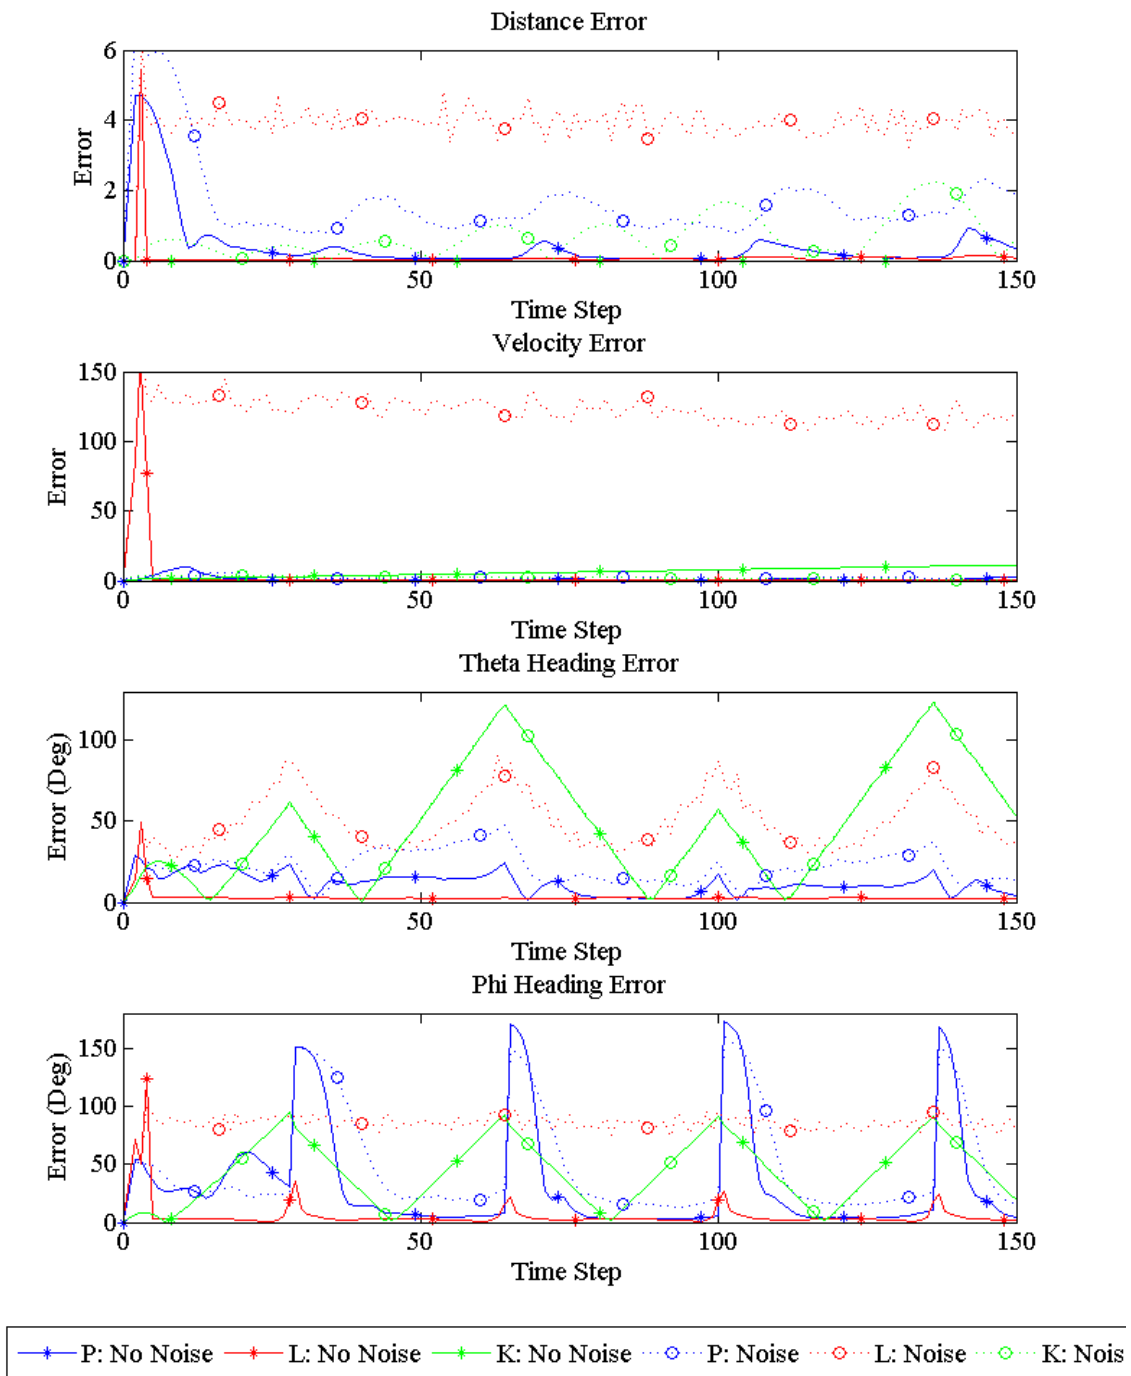 Distance Error
6
4
2
0
Error
0
50
100
150
Time Step
Velocity Error
150
100
50
0
Error
0
50
100
150
Time Step
Theta Heading Error
100
50
0
Error (Deg)
0
50
100
150
Time Step
Phi Heading Error
150
100
50
0
Error (Deg)
0
50
100
150
Time Step
P: No Noise L: No Noise K: No Noise P: Noise L: Noise K: Nois